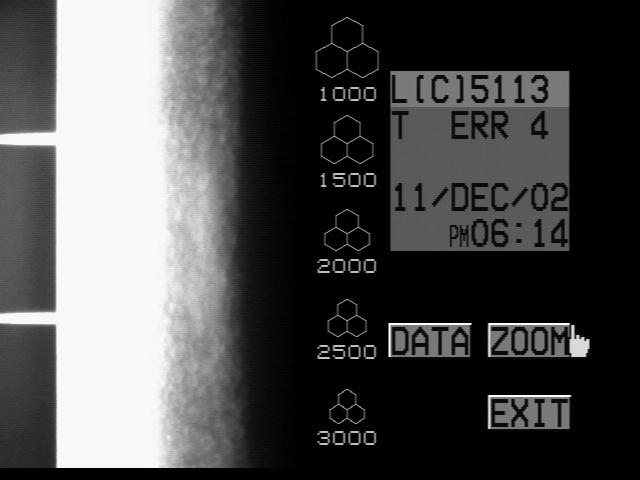 1000
1500
2000
2500
3000
L(C)5113
T ERR 4
11/DEC/02
PM06:14
DATA ZOOM
EXIT